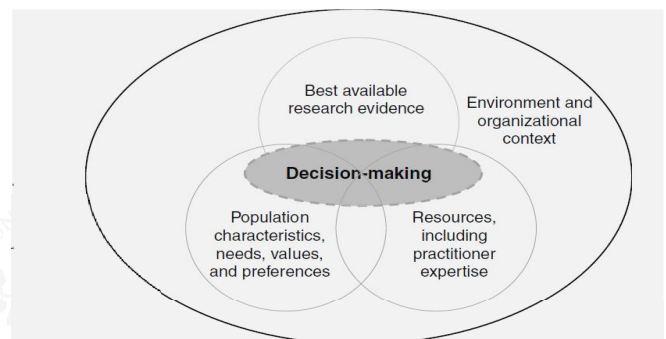 Best available
research evidence
Environment and
organizational
context
Decision-making
Population
characteristics,
needs, values,
and preferences
Resources,
including
practitioner
expertise